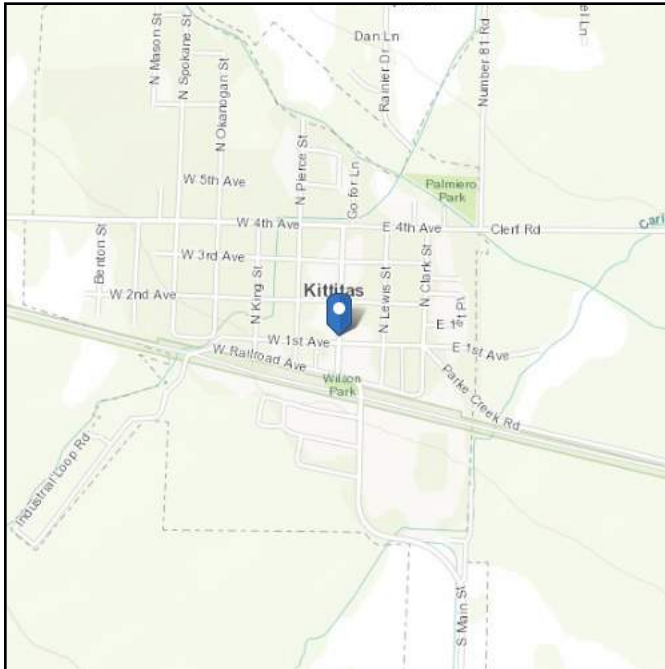 Dan Ln
N Mason St
N Spokane St
N Okanogan St
Rainier Dr
Number 81 Rd
el Ln
W 5th Ave
N Pierce St
Go for Ln
Palmiero
Park
W 4th Ave
E 4th Ave
Clerf Rd
Carl
Benton St
W 3rd Ave
N King St
N Lewis St
N Clark St
W 2nd Ave
Kittitas
E 1st Pl
W 1st Ave
E 1st Ave
W Railroad Ave
Wilson
Park
Parke Creek Rd
Industrial Loop Rd
S Main St